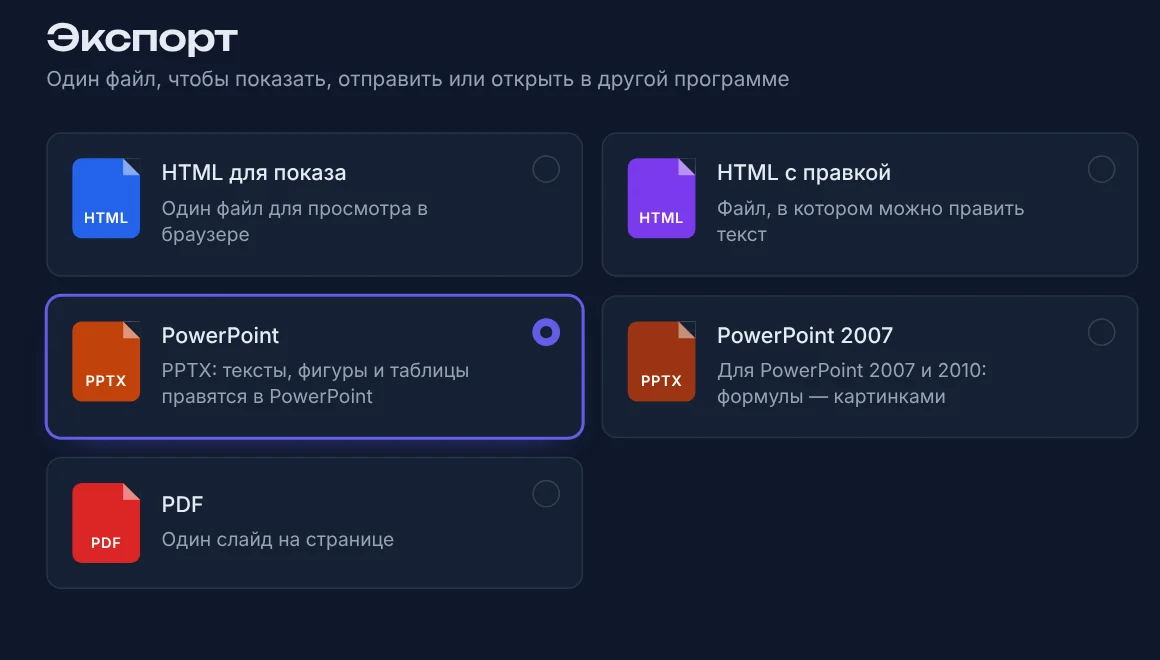 Экспорт
Один файл, чтобы показать, отправить или открыть в другой программе
HTML
HTML для показа
Один файл для просмотра в
браузере
HTML
HTML с правкой
Файл, в котором можно править
текст
PPTX
PowerPoint
PPTX: тексты, фигуры и таблицы
правятся в PowerPoint
PPTX
PowerPoint 2007
Для PowerPoint 2007 и 2010:
формулы — картинками
PDF
PDF
Один слайд на странице